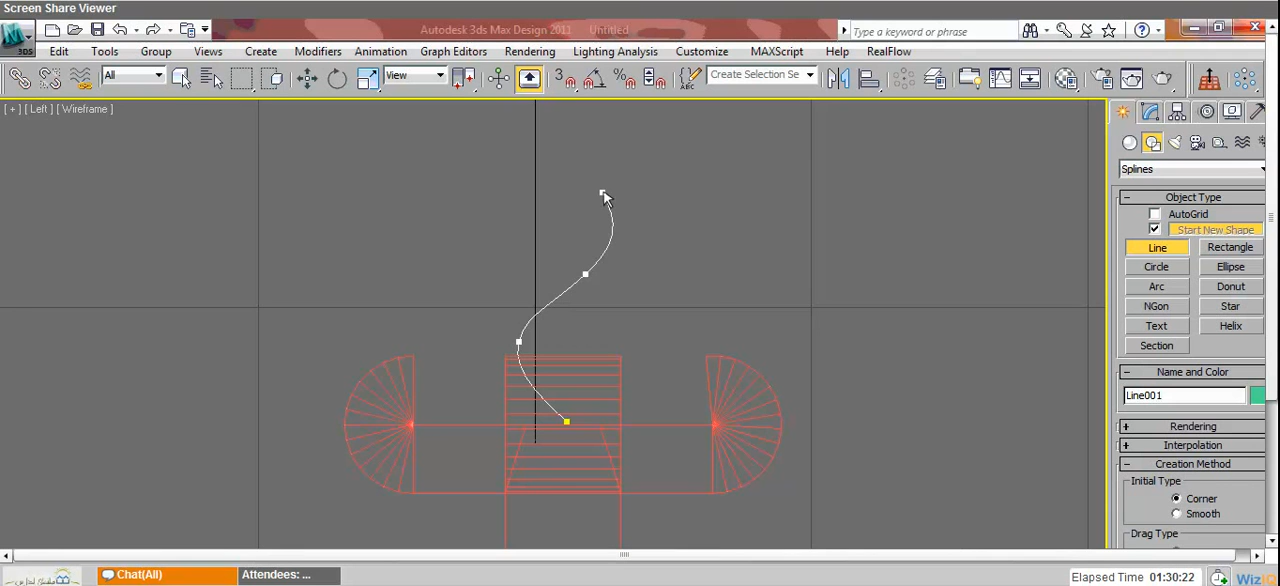 Screen Share Viewer
Autodesk 3ds Max Design 2011 Untitled
Type a keyword or phrase
3DS
Edit Tools Group Views Create Modifiers Animation Graph Editors Rendering Lighting Analysis Customize MAXScript Help RealFlow
All
View
3
Create Selection Se
[ + ] [ Left ] [ Wireframe ]
Splines
Object Type
AutoGrid
Start New Shape
Line Rectangle
Circle Ellipse
Arc Donut
NGon Star
Text Helix
Section
Name and Color
Line001
Rendering
Interpolation
Creation Method
Initial Type
Corner
Smooth
Drag Type
Chat(All) Attendees: ...
Elapsed Time 01:30:22
WizIQ